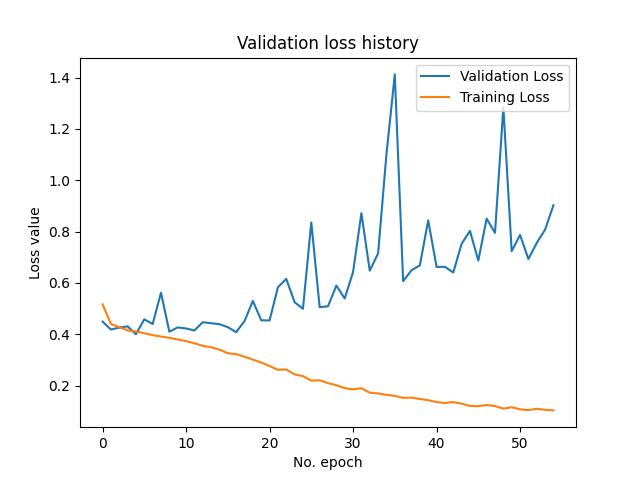 Validation loss history
Validation Loss
Training Loss
Loss value
1.4
1.2
1.0
0.8
0.6
0.4
0.2
0 10 20 30 40 50
No. epoch